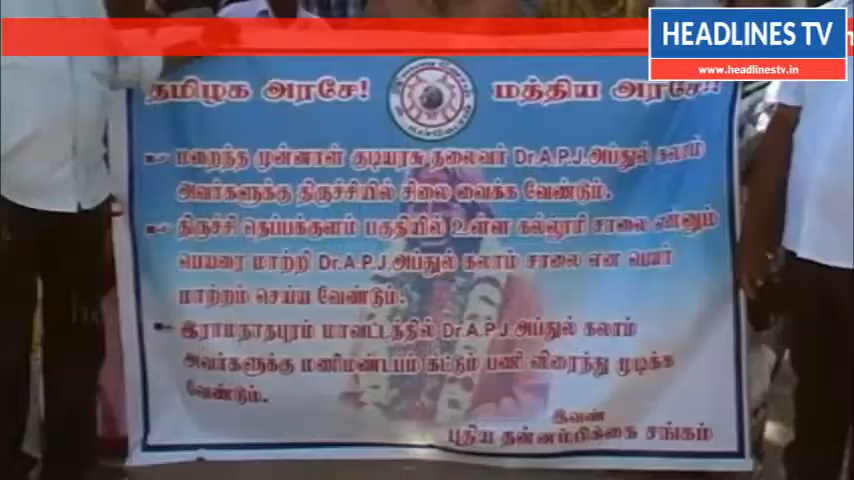 HEADLINES TV
www.headlinestv.in
தமிழக அரசே! மத்திய அரசே!!
மறைந்த முன்னாள் குடியரசு தலைவர் Dr.A.P.J.அப்துல் கலாம்
அவர்களுக்கு திருச்சியில் சிலை வைக்க வேண்டும்.
திருச்சி தெப்பக்குளம் பகுதியில் உள்ள கல்லூரி சாலை என்னும்
பெயரை மாற்றி Dr.A.P.J.அப்துல் கலாம் சாலை என பெயர்
மாற்றம் செய்ய வேண்டும்.
இராமநாதபுரம் மாவட்டத்தில் Dr.A.P.J.அப்துல் கலாம்
அவர்களுக்கு மணிமண்டபம் கட்டும் பணி விரைந்து முடிக்க
வேண்டும்.
இவண்
புதிய தன்னம்பிக்கை சங்கம்